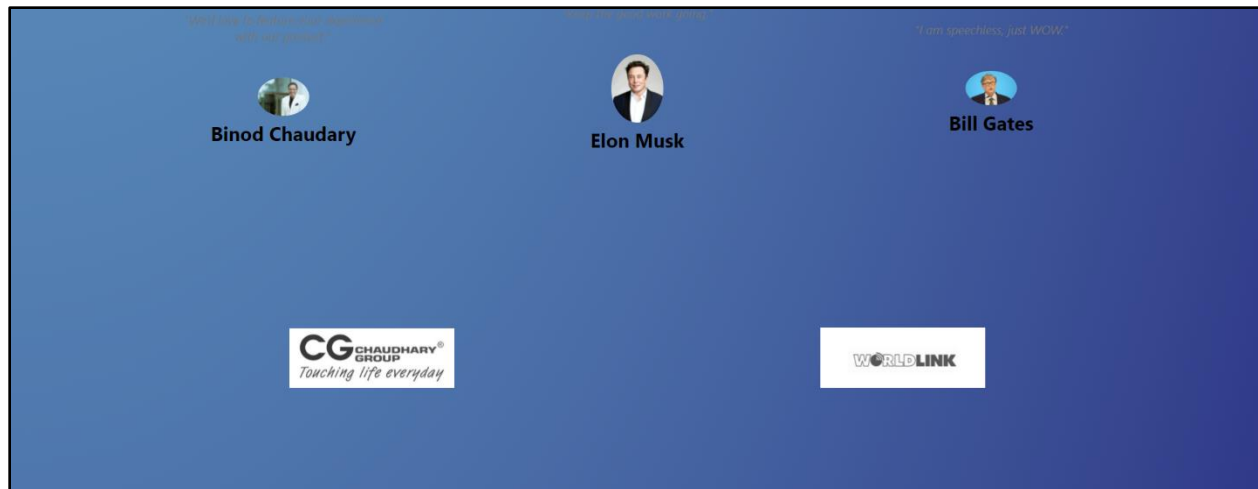 "I am speechless, just WOW."
Binod Chaudary
Elon Musk
Bill Gates
CG CHAUDHARY®
GROUP
Touching life everyday
WORLDLINK